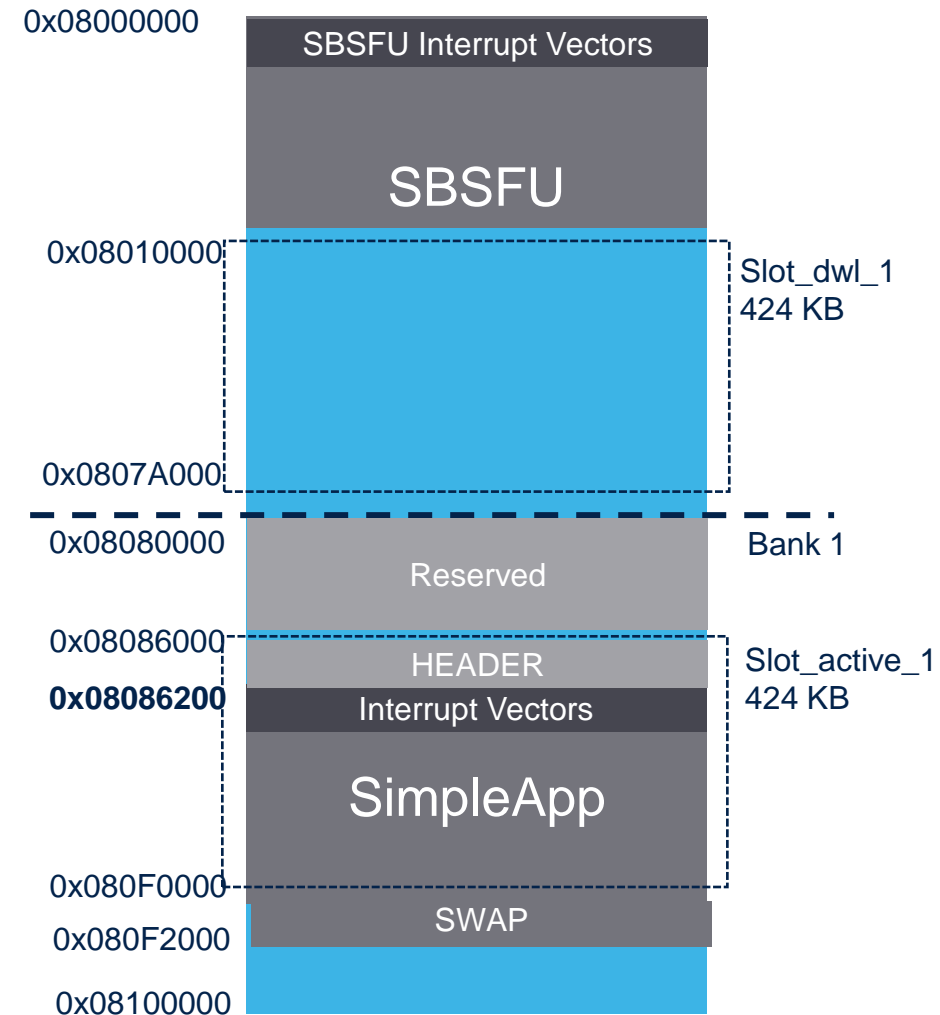 0x08000000
SBSFU Interrupt Vectors
SBSFU
0x08010000
Slot_dwl_1
424 KB
0x0807A000
0x08080000
Bank 1
Reserved
0x08086000
HEADER
Slot_active_1
424 KB
0x08086200
Interrupt Vectors
SimpleApp
0x080F0000
SWAP
0x080F2000
0x08100000